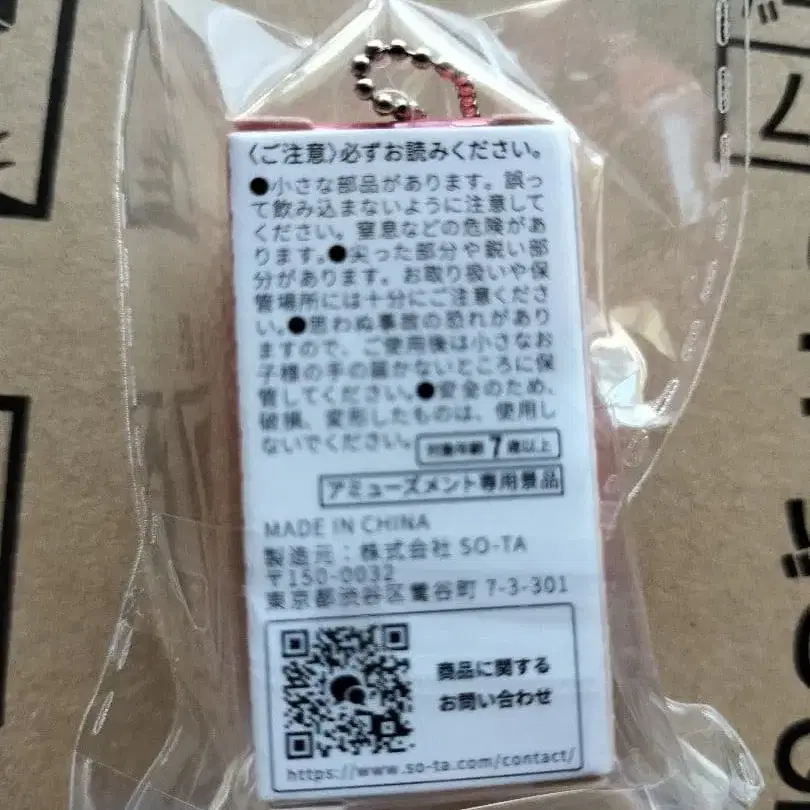 〈ご注意〉必ずお読みください。
●小さな部品があります。誤っ
て飲み込まないように注意して
ください。窒息などの危険があ
ります。●尖った部分や鋭い部
分があります。お取り扱いや保
管場所には十分にご注意くださ
い。●思わぬ事故の恐れがあり
ますので、ご使用後は小さなお
子様の手の届かないところに保
管してください。●安全のため、
破損、変形したものは、使用し
ないでください。
対象年齢 7歳以上
アミューズメント専用景品
MADE IN CHINA
製造元：株式会社 SO-TA
〒150-0032
東京都渋谷区鶯谷町 7-3-301
商品に関する
お問い合わせ
https://www.so-ta.com/contact/